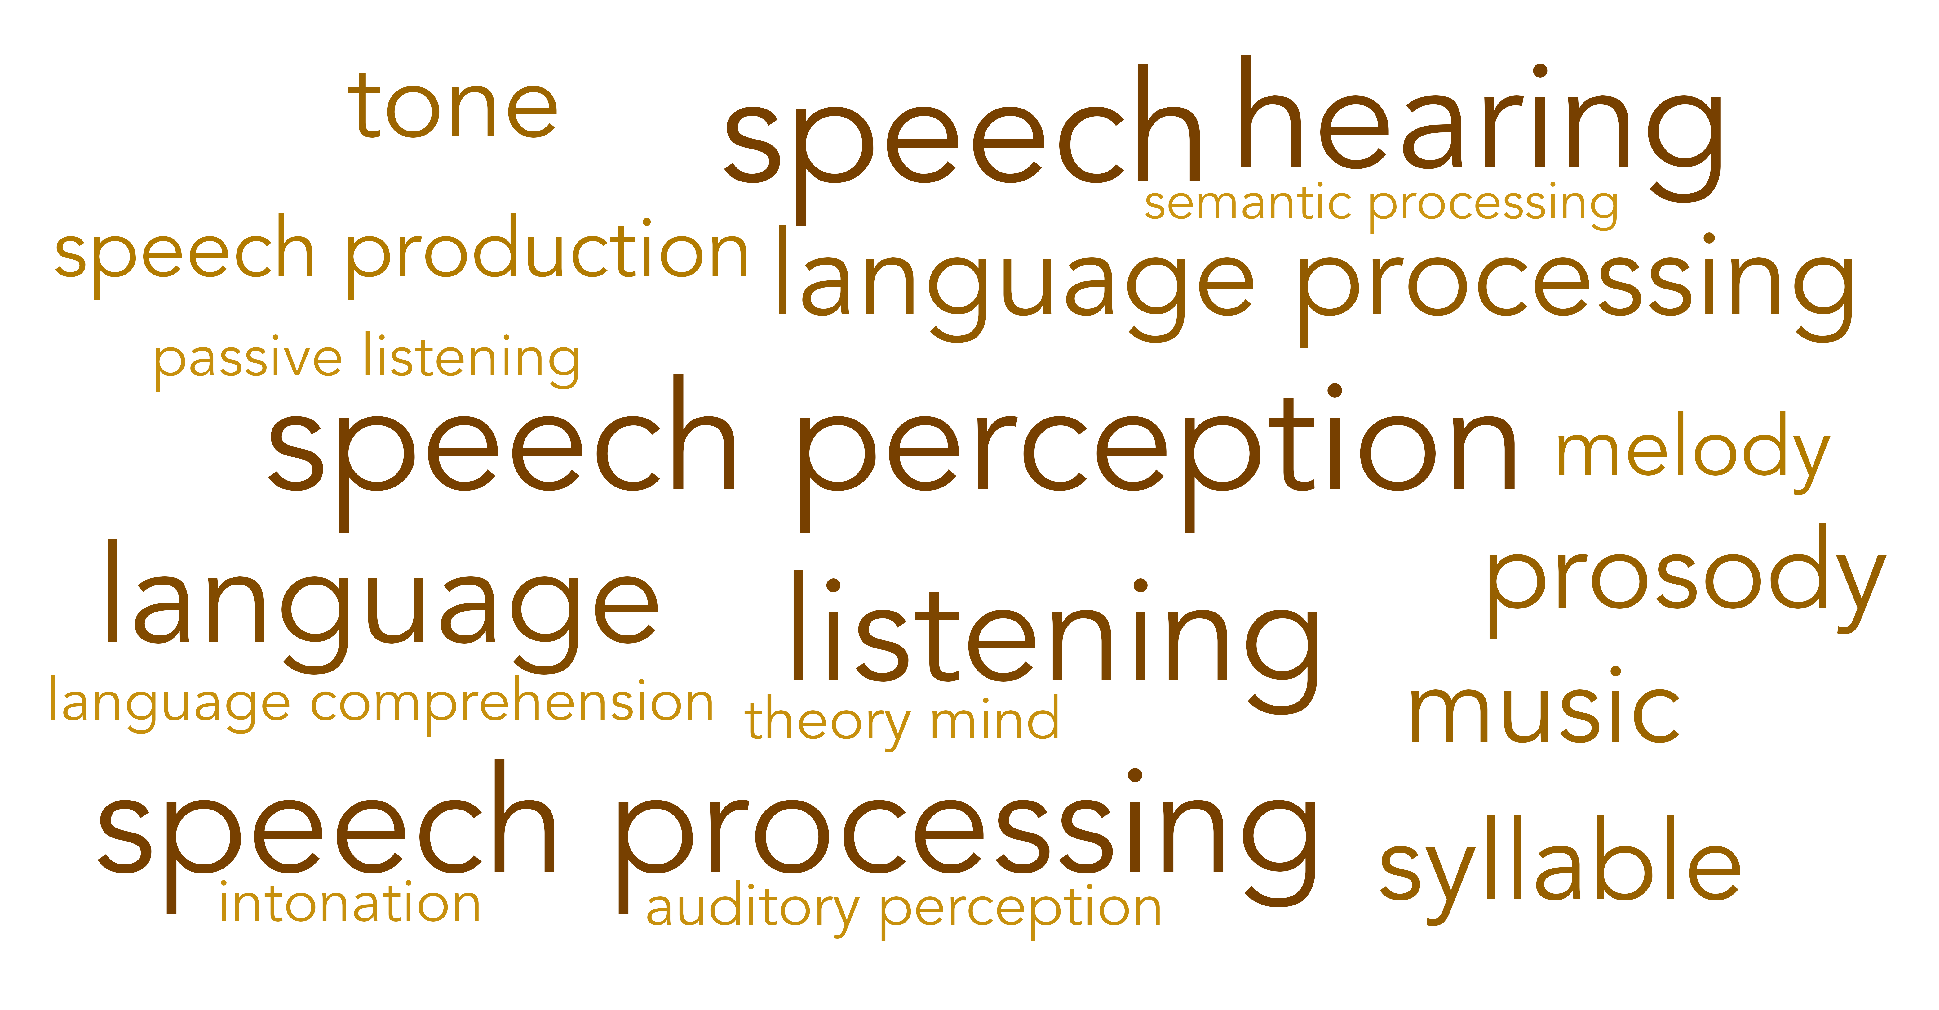 tone
speech
hearing
semantic processing
speech production
language processing
passive listening
speech perception
melody
language
listening
prosody
language comprehension
theory mind
music
speech processing
syllable
intonation
auditory perception